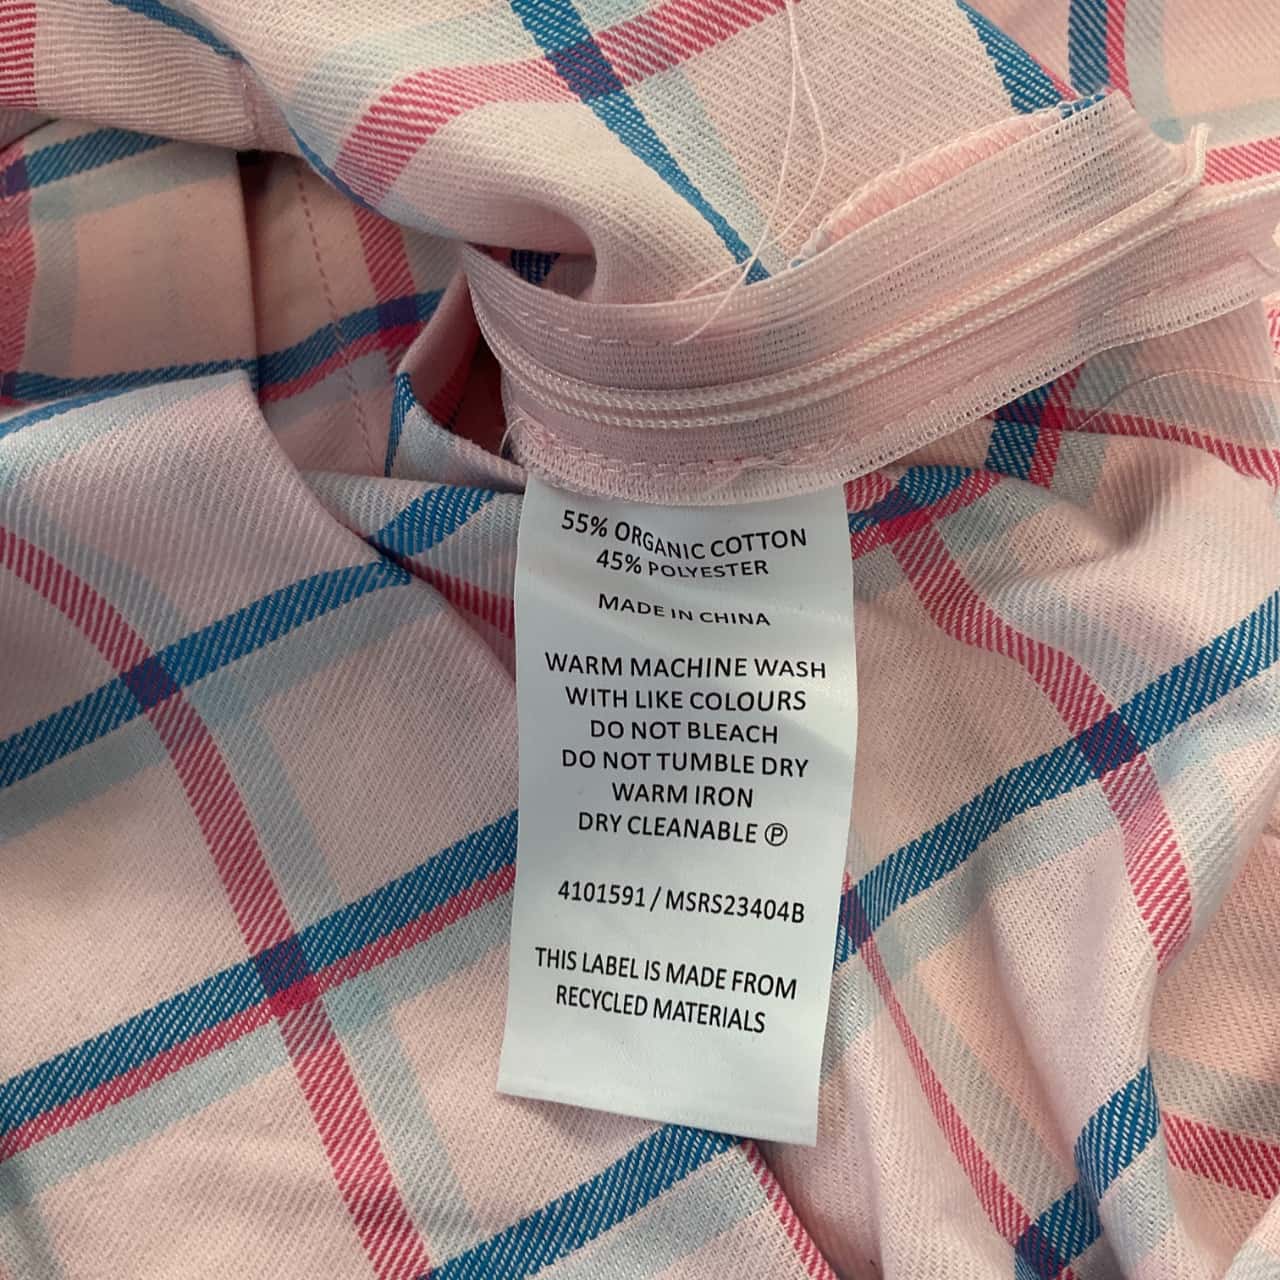 55% ORGANIC COTTON
45% POLYESTER
MADE IN CHINA
WARM MACHINE WASH
WITH LIKE COLOURS
DO NOT BLEACH
DO NOT TUMBLE DRY
WARM IRON
DRY CLEANABLE Ⓟ
4101591 / MSRS23404B
THIS LABEL IS MADE FROM
RECYCLED MATERIALS